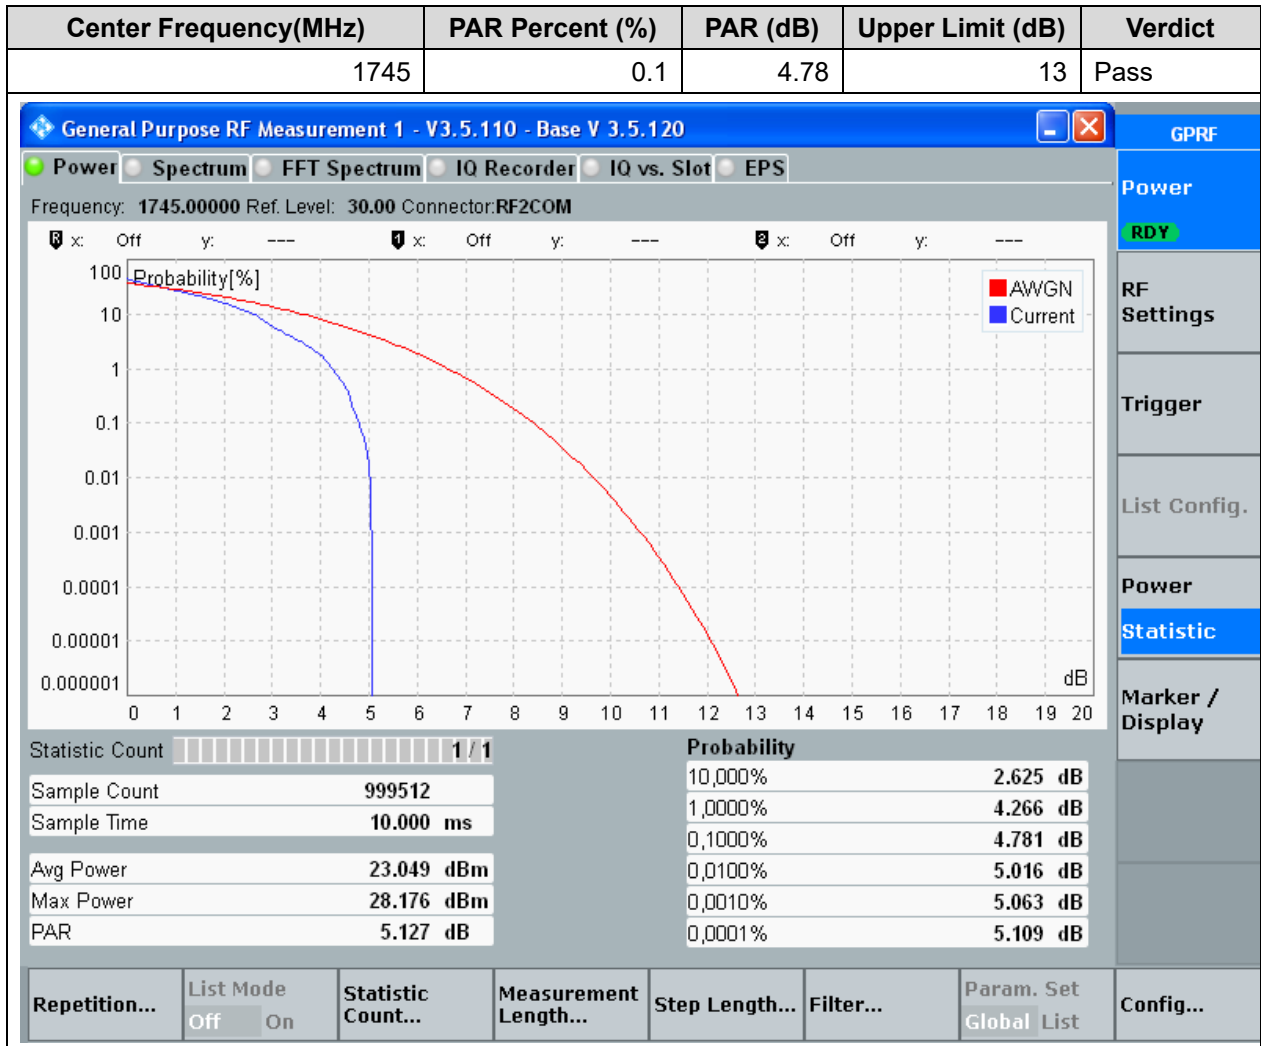 Center Frequency(MHz) PAR Percent (%) PAR (dB) Upper Limit (dB) Verdict
1745 0.1 4.78 13 Pass
General Purpose RF Measurement 1 - V3.5.110 - Base V 3.5.120
GPRF
Power Spectrum FFT Spectrum IQ Recorder IQ vs. Slot EPS
Power
RDY
Frequency: 1745.00000 Ref. Level: 30.00 Connector:RF2COM
R x: Off y: --- 1 x: Off y: --- 2 x: Off y: ---
Probability[%]
AWGN
Current
100
10
1
0.1
0.01
0.001
0.0001
0.00001
0.000001
dB
0 1 2 3 4 5 6 7 8 9 10 11 12 13 14 15 16 17 18 19 20
RF
Settings
Trigger
List Config.
Power
Statistic
Marker /
Display
Statistic Count 1 / 1
Sample Count 999512
Sample Time 10.000 ms
Avg Power 23.049 dBm
Max Power 28.176 dBm
PAR 5.127 dB
Probability
10,000% 2.625 dB
1,0000% 4.266 dB
0,1000% 4.781 dB
0,0100% 5.016 dB
0,0010% 5.063 dB
0,0001% 5.109 dB
Repetition...
List Mode
Off On
Statistic
Count...
Measurement
Length...
Step Length...
Filter...
Param. Set
Global List
Config...